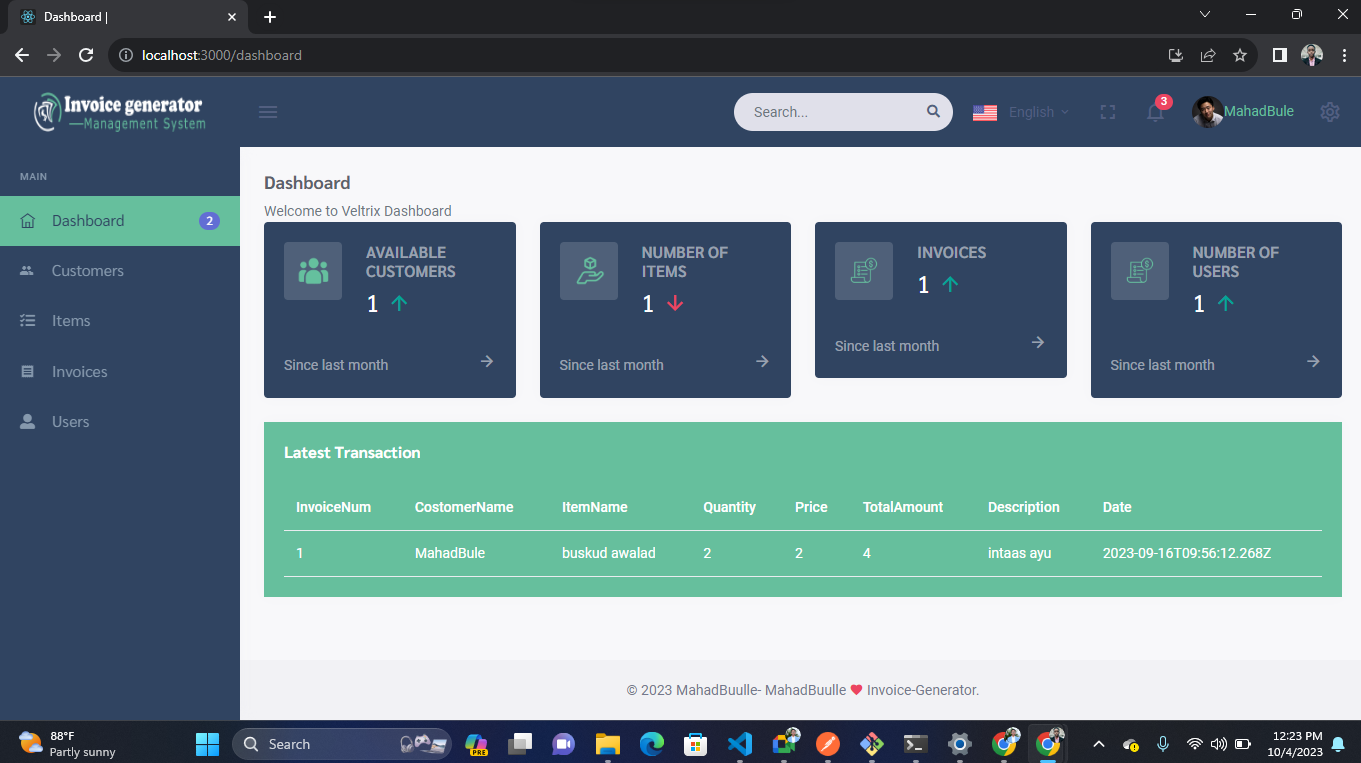 Dashboard |
localhost:3000/dashboard
Invoice generator
—Management System
Search...
English
3
MahadBule
MAIN
Dashboard
2
Customers
Items
Invoices
Users
Dashboard
Welcome to Veltrix Dashboard
AVAILABLE
CUSTOMERS
1
Since last month
NUMBER OF
ITEMS
1
Since last month
INVOICES
1
Since last month
NUMBER OF
USERS
1
Since last month
Latest Transaction
InvoiceNum CostomerName ItemName Quantity Price TotalAmount Description Date
1 MahadBule buskud awalad 2 2 4 intaas ayu 2023-09-16T09:56:12.268Z
© 2023 MahadBuulle- MahadBuulle ❤ Invoice-Generator.
88°F
Partly sunny
Search
PRE
12:23 PM
10/4/2023